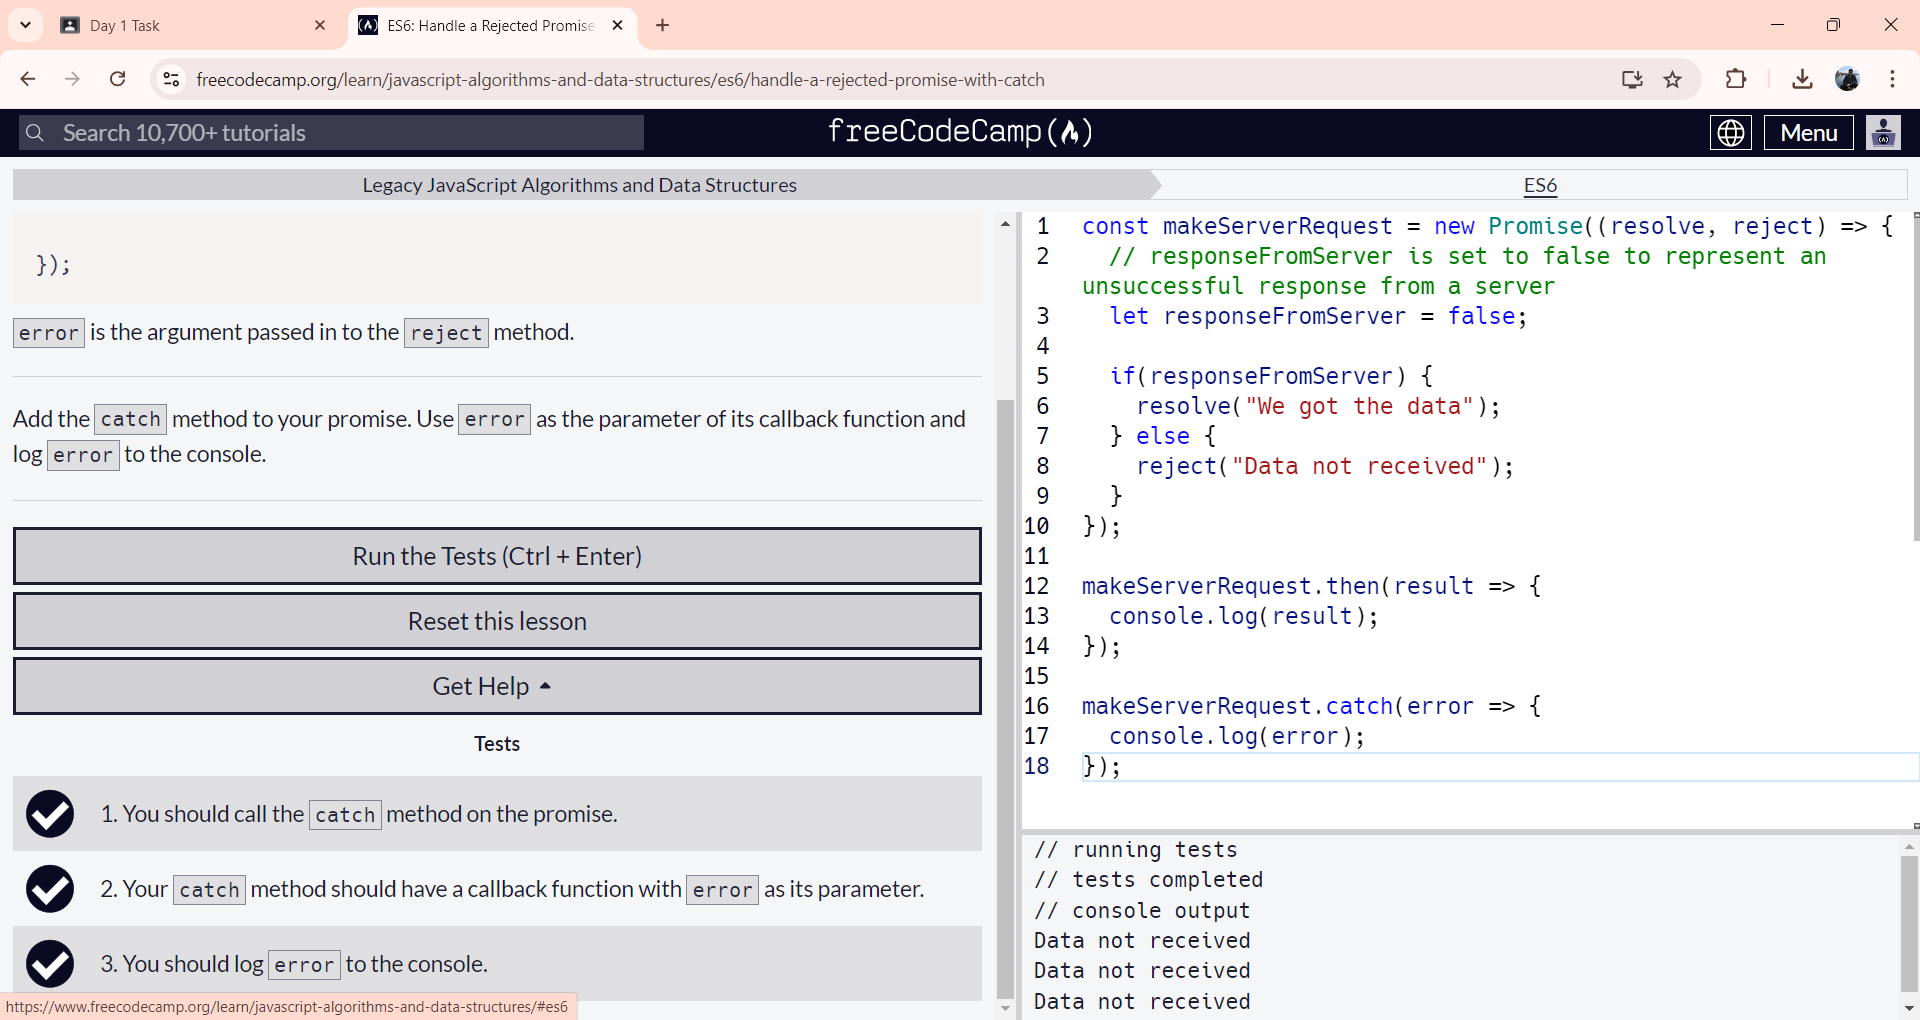 Day 1 Task
ES6: Handle a Rejected Promise
freecodecamp.org/learn/javascript-algorithms-and-data-structures/es6/handle-a-rejected-promise-with-catch
Search 10,700+ tutorials
freeCodeCamp
Menu
Legacy JavaScript Algorithms and Data Structures
ES6
});
error is the argument passed in to the reject method.
Add the catch method to your promise. Use error as the parameter of its callback function and
log error to the console.
Run the Tests (Ctrl + Enter)
Reset this lesson
Get Help
Tests
1. You should call the catch method on the promise.
2. Your catch method should have a callback function with error as its parameter.
3. You should log error to the console.
https://www.freecodecamp.org/learn/javascript-algorithms-and-data-structures/#es6
1 const makeServerRequest = new Promise((resolve, reject) => {
2 // responseFromServer is set to false to represent an
unsuccessful response from a server
3 let responseFromServer = false;
4
5 if(responseFromServer) {
6 resolve("We got the data");
7 } else {
8 reject("Data not received");
9 }
10 });
11
12 makeServerRequest.then(result => {
13 console.log(result);
14 });
15
16 makeServerRequest.catch(error => {
17 console.log(error);
18 });
// running tests
// tests completed
// console output
Data not received
Data not received
Data not received